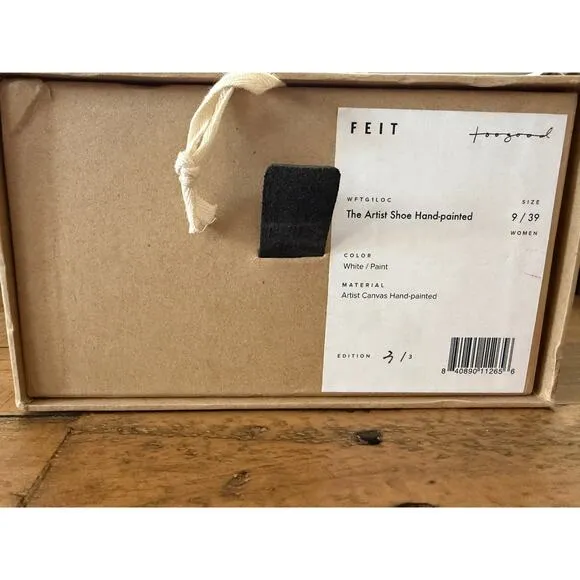 FEIT
toogood
WFTG1LOC
The Artist Shoe Hand-painted
SIZE
9 / 39
WOMEN
COLOR
White / Paint
MATERIAL
Artist Canvas Hand-painted
EDITION 3 / 3
8 40890 11265 6